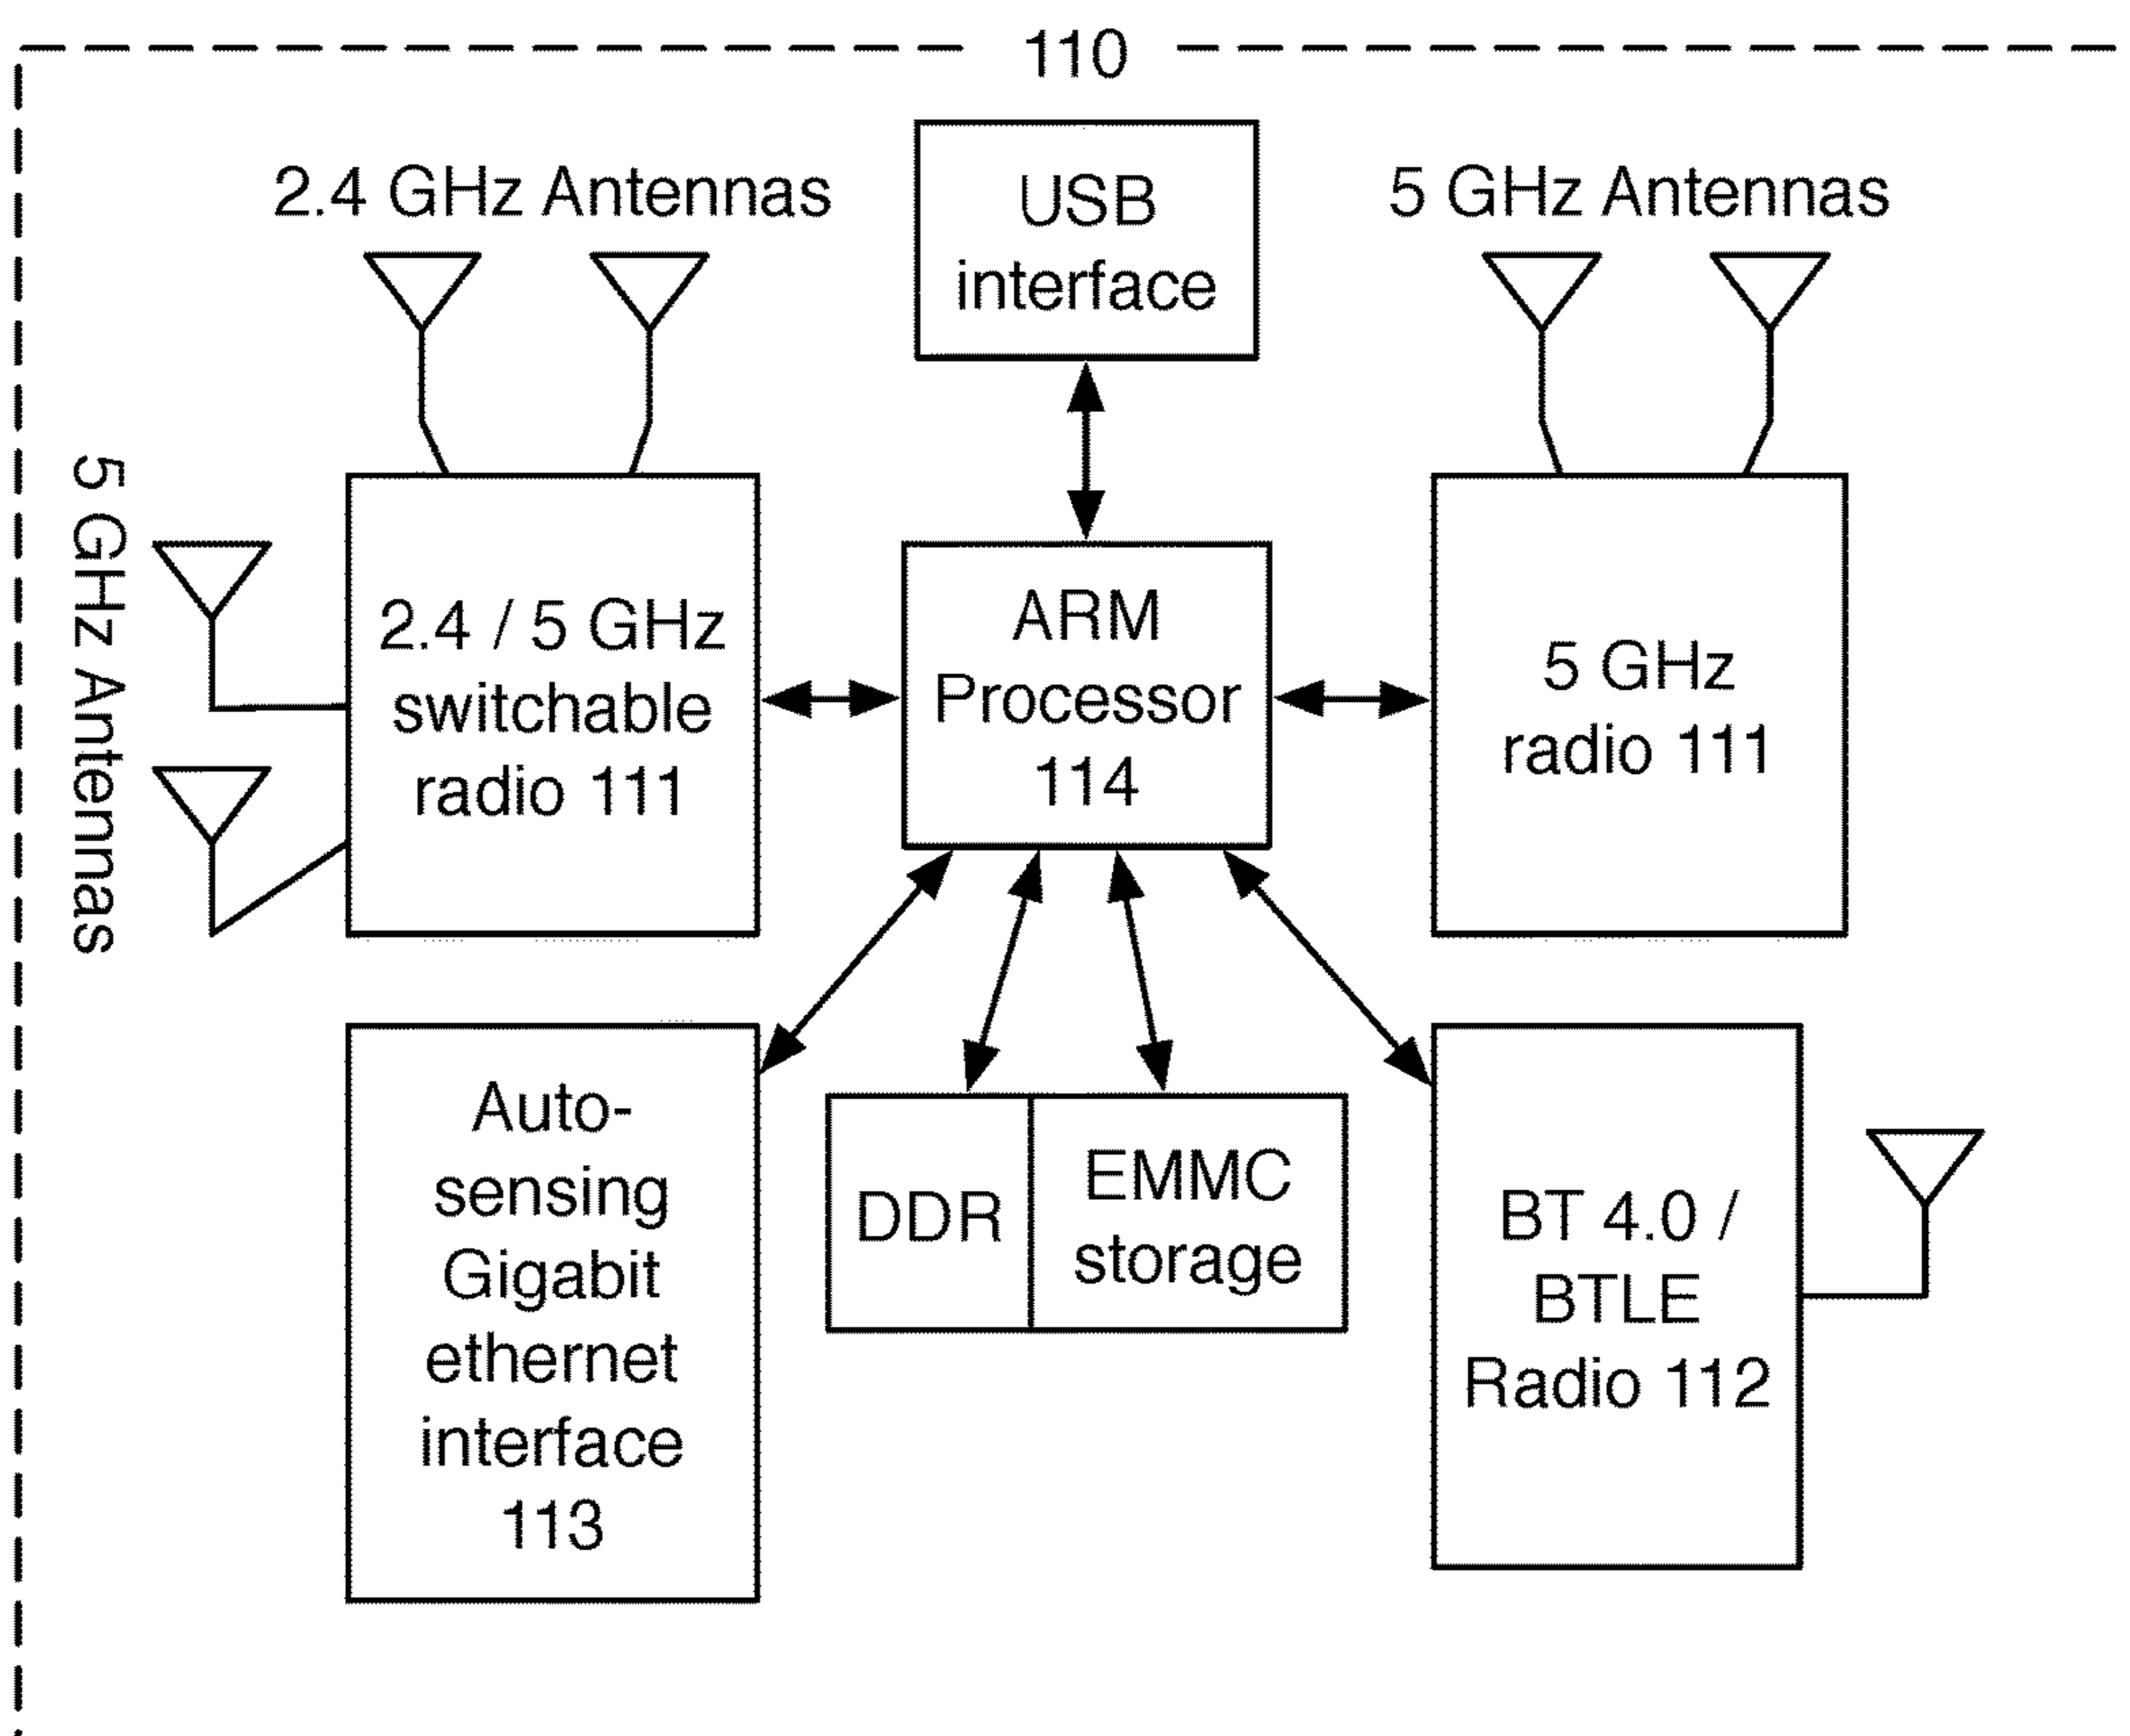 110
2.4 GHz Antennas
USB
interface
5 GHz Antennas
5 GHz Antennas
2.4 / 5 GHz
switchable
radio 111
ARM
Processor
114
5 GHz
radio 111
Auto-
sensing
Gigabit
ethernet
interface
113
DDR
EMMC
storage
BT 4.0 /
BTLE
Radio 112